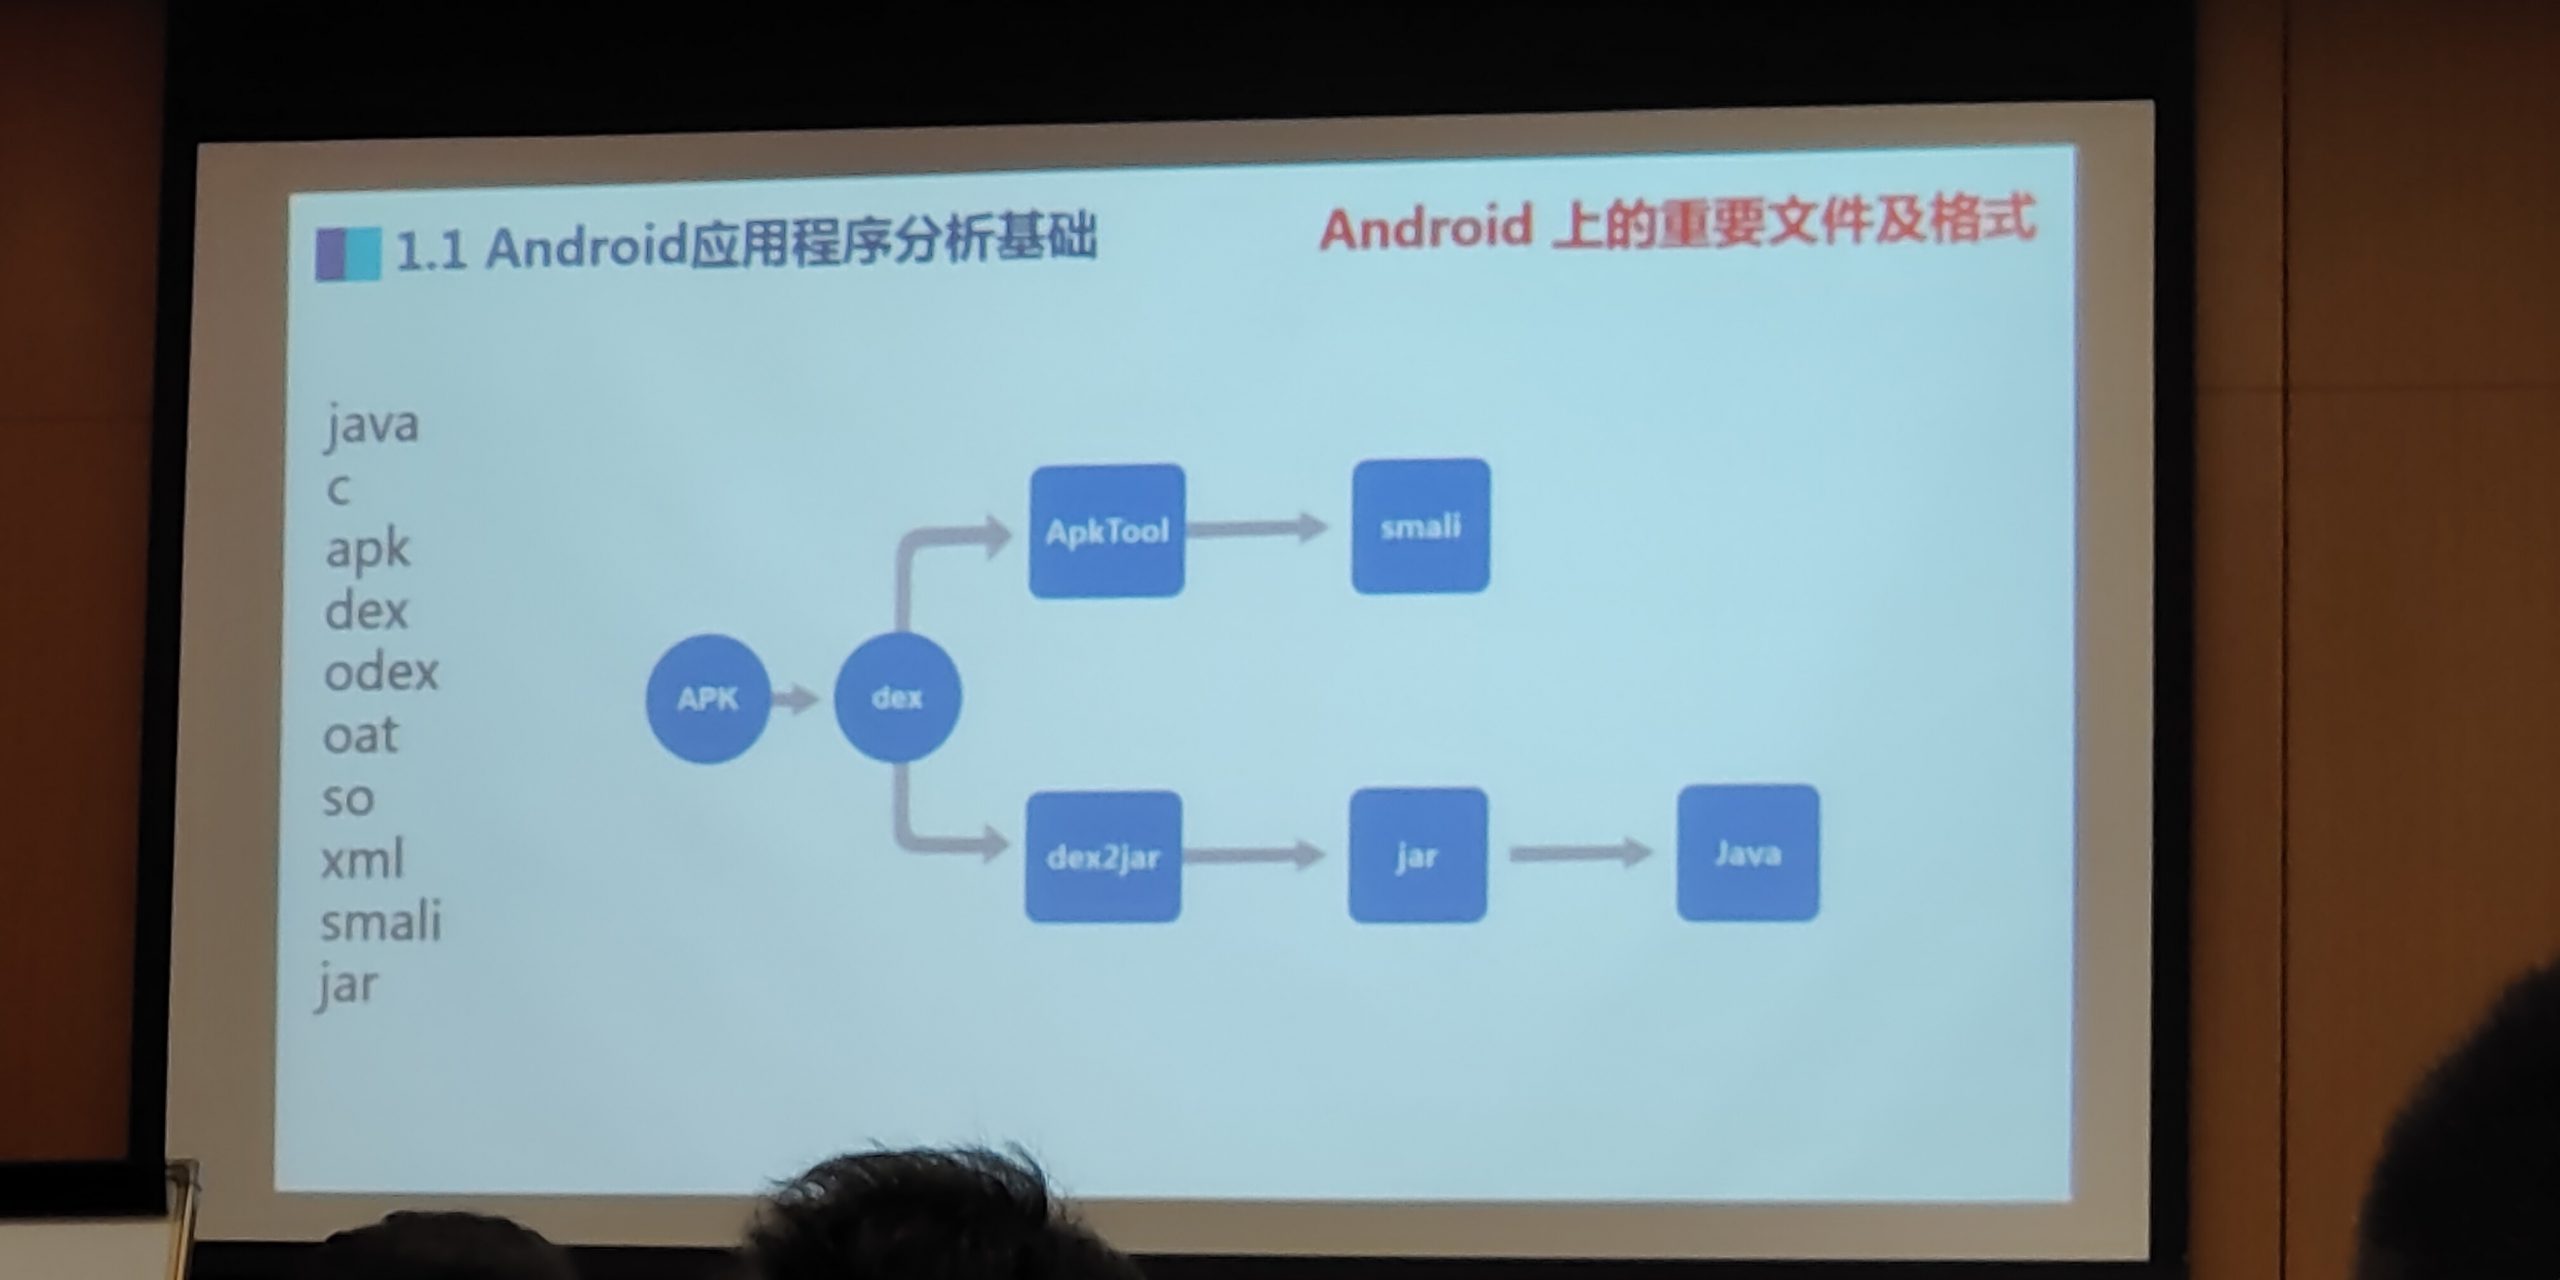 1.1 Android应用程序分析基础
Android 上的重要文件及格式
java
c
apk
dex
odex
oat
so
xml
smali
jar
ApkTool
smali
APK
dex
dex2jar
jar
Java